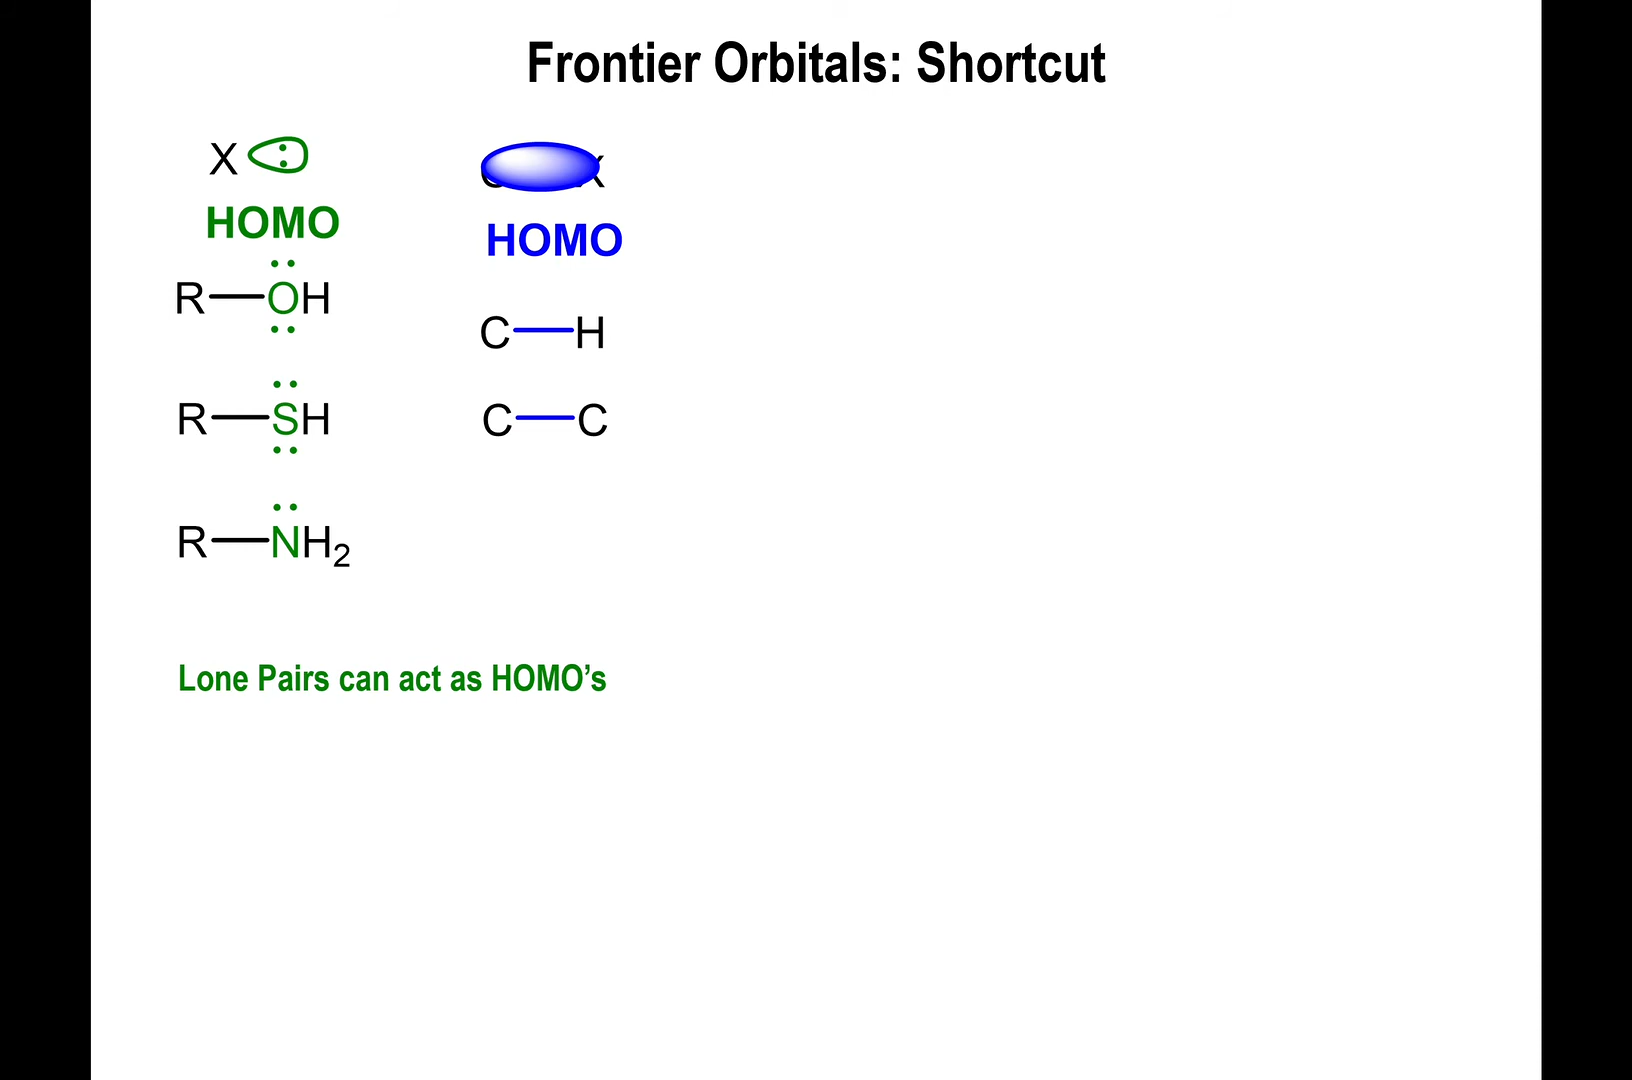 Frontier Orbitals: Shortcut
X
HOMO
R—OH
R—SH
R—NH₂
HOMO
C—H
C—C
Lone Pairs can act as HOMO’s